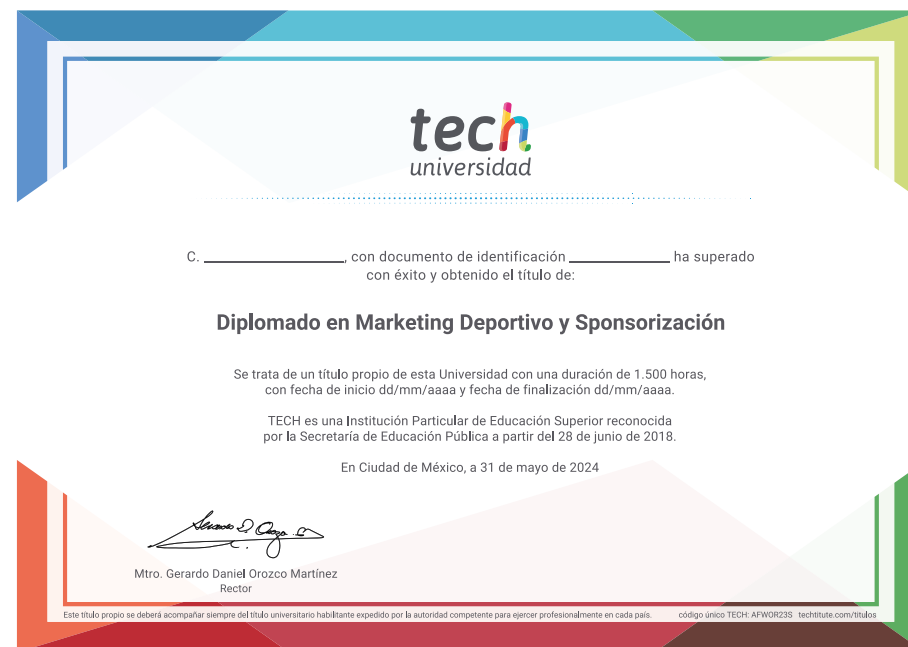 tech
universidad
C. ____________, con documento de identificación ____________ ha superado
con éxito y obtenido el título de:
Diplomado en Marketing Deportivo y Sponsorización
Se trata de un título propio de esta Universidad con una duración de 1.500 horas,
con fecha de inicio dd/mm/aaaa y fecha de finalización dd/mm/aaaa.
TECH es una Institución Particular de Educación Superior reconocida
por la Secretaría de Educación Pública a partir del 28 de junio de 2018.
En Ciudad de México, a 31 de mayo de 2024
Mtro. Gerardo Daniel Orozco Martínez
Rector
Este título propio se deberá acompañar siempre del título universitario habilitante expedido por la autoridad competente para ejercer profesionalmente en cada país. código único TECH: AFWOR23S techtitute.com/titulos